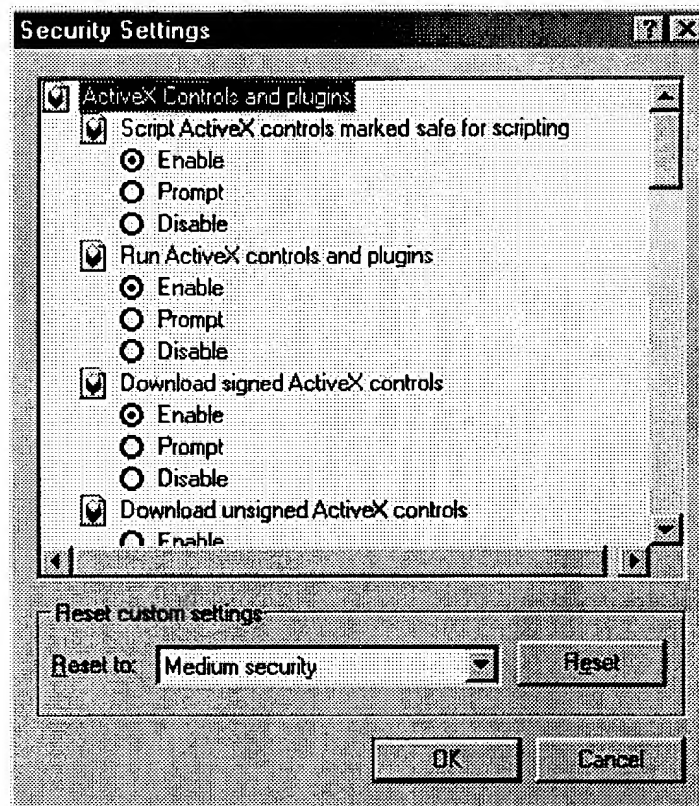 Security Settings
ActiveX Controls and plugins
Script ActiveX controls marked safe for scripting
Enable
Prompt
Disable
Run ActiveX controls and plugins
Enable
Prompt
Disable
Download signed ActiveX controls
Enable
Prompt
Disable
Download unsigned ActiveX controls
Enable
Reset custom settings
Reset to: Medium security Reset
OK Cancel